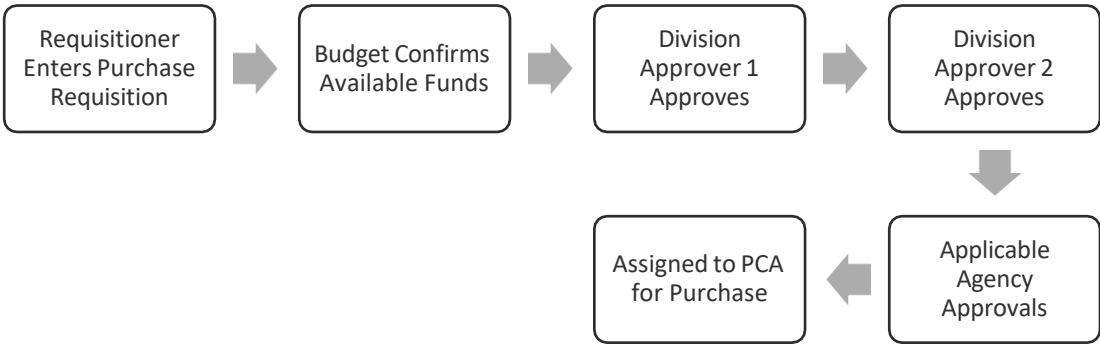 Requisitioner
Enters Purchase
Requisition
Budget Confirms
Available Funds
Division
Approver 1
Approves
Division
Approver 2
Approves
Applicable
Agency
Approvals
Assigned to PCA
for Purchase